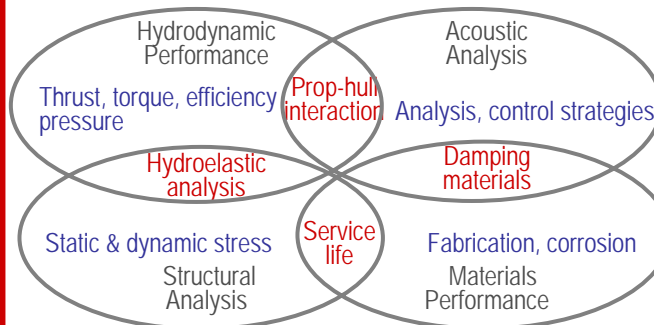 Hydrodynamic
Performance
Acoustic
Analysis
Thrust, torque, efficiency
pressure
Prop-hull
interaction
Analysis, control strategies
Hydroelastic
analysis
Damping
materials
Static & dynamic stress
Service
life
Fabrication, corrosion
Structural
Analysis
Materials
Performance